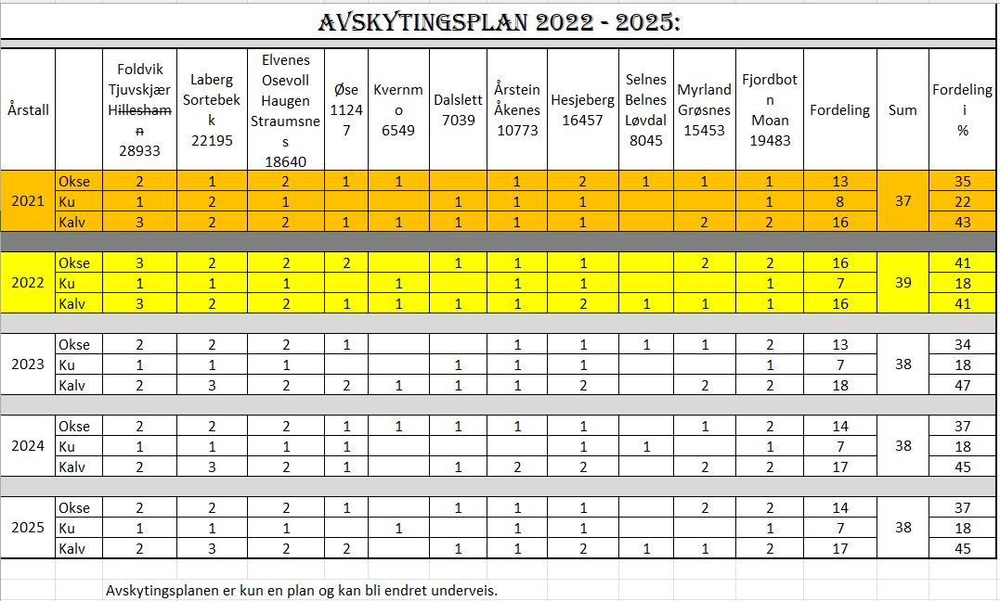 AVSKYTINGSPLAN 2022 - 2025:
Årstall
Foldvik
Tjuvskjær
Hillesham
n
28933
Laberg
Sortebek
k
22195
Elvenes
Osevoll
Haugen
Straumsne
s
18640
Øse
1124
7
Kvernm
o
6549
Dalslett
7039
Årstein
Åkenes
10773
Hesjeberg
16457
Selnes
Belnes
Løvdal
8045
Myrland
Grøsnes
15453
Fjordbot
n
Moan
19483
Fordeling
Sum
Fordeling
i
%
2021
Okse 2 1 2 1 1 1 2 1 1 1 13 35
Ku 1 2 1 1 1 1 1 8 37 22
Kalv 3 2 2 1 1 1 1 1 2 2 16 43
2022
Okse 3 2 2 2 1 1 1 2 2 16 41
Ku 1 1 1 1 1 1 1 7 39 18
Kalv 3 2 2 1 1 1 1 2 1 1 1 16 41
2023
Okse 2 2 2 1 1 1 1 1 2 13 34
Ku 1 1 1 1 1 1 1 7 38 18
Kalv 2 3 2 2 1 1 1 2 2 2 18 47
2024
Okse 2 2 2 1 1 1 1 1 1 2 14 37
Ku 1 1 1 1 1 1 1 7 38 18
Kalv 2 3 2 1 1 2 2 2 2 17 45
2025
Okse 2 2 2 1 1 1 1 2 2 14 37
Ku 1 1 1 1 1 1 1 7 38 18
Kalv 2 3 2 2 1 1 2 1 1 2 17 45
Avskytingsplanen er kun en plan og kan bli endret underveis.